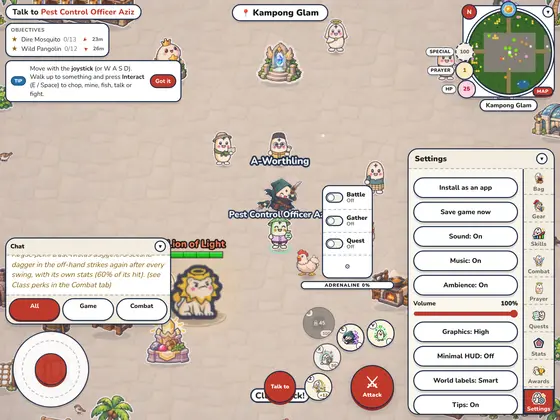 Talk to Pest Control Officer Aziz
OBJECTIVES
Dire Mosquito 0/13 23m
Wild Pangolin 0/12 26m
TIP
Move with the joystick (or W A S D).
Walk up to something and press Interact
(E / Space) to chop, mine, fish, talk or
fight.
Got it
Kampong Glam
N
SPECIAL 100
PRAYER 1
HP 25
MAP
Kampong Glam
A-Worthling
Pest Control Officer A
Battle
Off
Gather
Off
Quest
Off
ADRENALINE 0%
ion of Light
Chat
dagger in the off-hand strikes again after every
swing, with its own stats (60% of its hit). (see
Class perks in the Combat tab)
All
Game
Combat
Talk to
Attack
Settings
Install as an app
Save game now
Sound: On
Music: On
Ambience: On
Volume 100%
Graphics: High
Minimal HUD: Off
World labels: Smart
Tips: On
Bag
Gear
Skills
Combat
Prayer
Quests
Stats
Awards
Settings